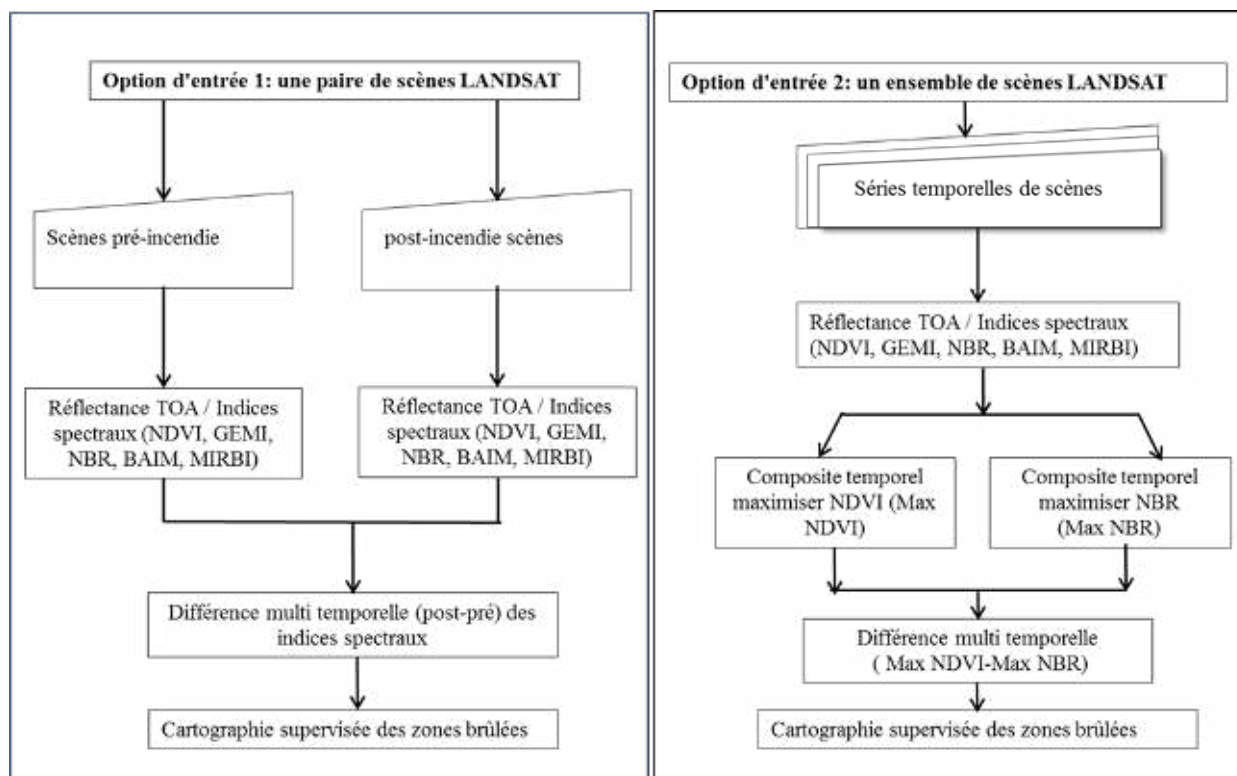 Option d'entrée 1: une paire de scènes LANDSAT
Scènes pré-incendie
post-incendie scènes
Réflectance TOA / Indices
spectraux (NDVI, GEMI,
NBR, BAIM, MIRBI)
Réflectance TOA / Indices
spectraux (NDVI, GEMI,
NBR, BAIM, MIRBI)
Différence multi temporelle (post-pré) des
indices spectraux
Cartographie supervisée des zones brûlées
Option d'entrée 2: un ensemble de scènes LANDSAT
Séries temporelles de scènes
Réflectance TOA / Indices spectraux
(NDVI, GEMI, NBR, BAIM, MIRBI)
Composite temporel
maximiser NDVI (Max
NDVI)
Composite temporel
maximiser NBR
(Max NBR)
Différence multi temporelle
( Max NDVI-Max NBR)
Cartographie supervisée des zones brûlées